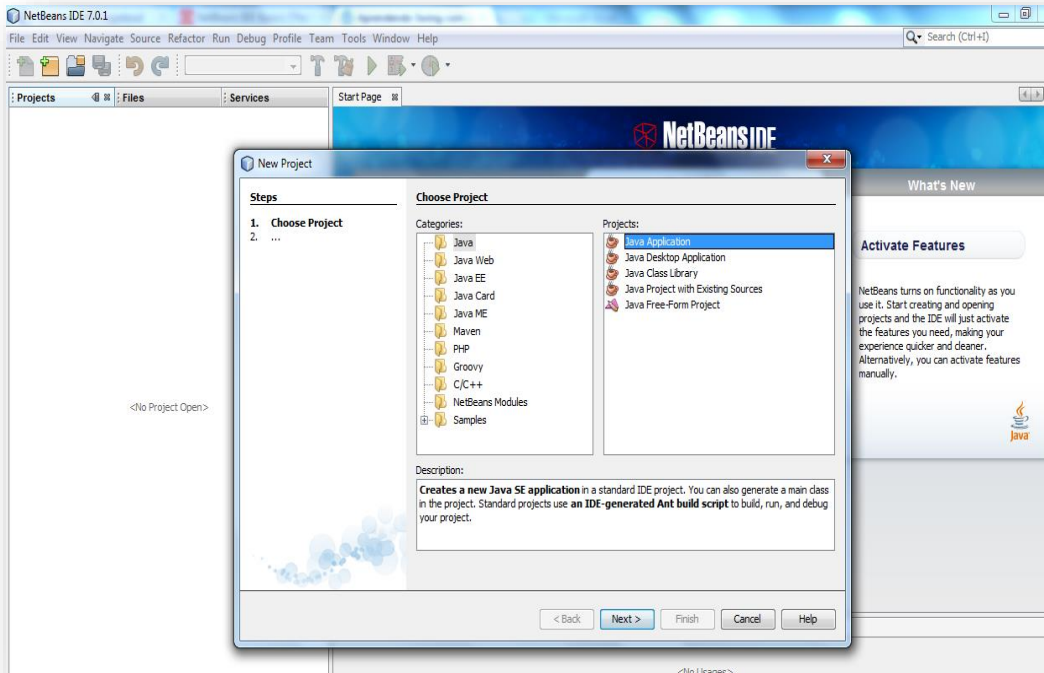 NetBeans IDE 7.0.1
File Edit View Navigate Source Refactor Run Debug Profile Team Tools Window Help
Search (Ctrl+I)
Projects
Files
Services
Start Page
NetBeans IDE
New Project
What's New
Steps
1. Choose Project
2. ...
Choose Project
Categories:
Java
Java Web
Java EE
Java Card
Java ME
Maven
PHP
Groovy
C/C++
NetBeans Modules
Samples
Projects:
Java Application
Java Desktop Application
Java Class Library
Java Project with Existing Sources
Java Free-Form Project
Description:
Creates a new Java SE application in a standard IDE project. You can also generate a main class
in the project. Standard projects use an IDE-generated Ant build script to build, run, and debug
your project.
< Back
Next >
Finish
Cancel
Help
Activate Features
NetBeans turns on functionality as you
use it. Start creating and opening
projects and the IDE will just activate
the features you need, making your
experience quicker and cleaner.
Alternatively, you can activate features
manually.
Java
<No Project Open>
<No Usages>